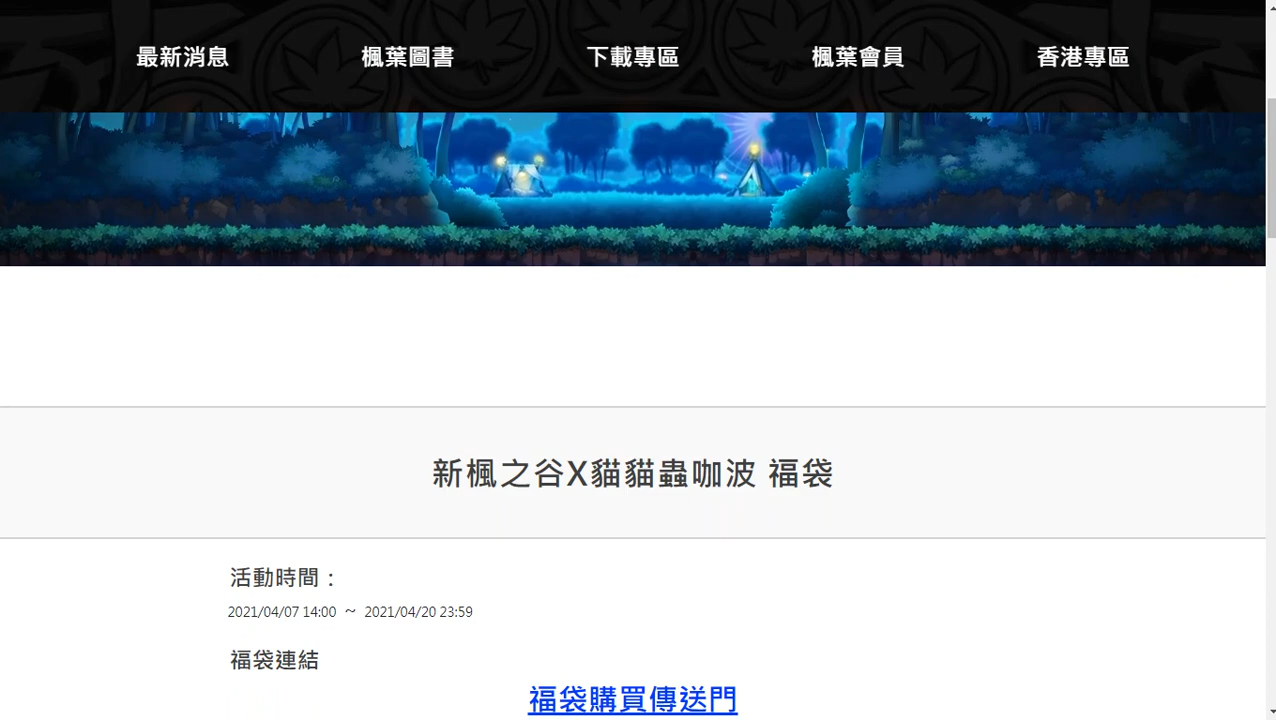 最新消息 楓葉圖書 下載專區 楓葉會員 香港專區
新楓之谷X貓貓蟲咖波 福袋
活動時間：
2021/04/07 14:00 ～ 2021/04/20 23:59
福袋連結
福袋購買傳送門